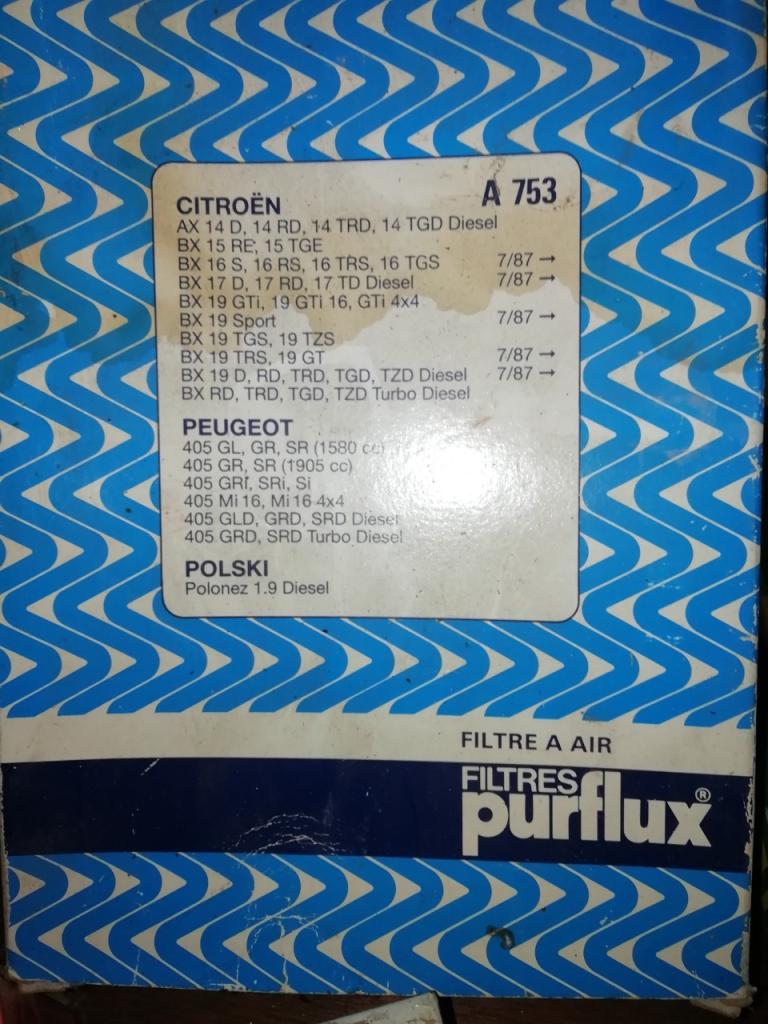 A 753
CITROËN
AX 14 D, 14 RD, 14 TRD, 14 TGD Diesel
BX 15 RE, 15 TGE
BX 16 S, 16 RS, 16 TRS, 16 TGS 7/87 →
BX 17 D, 17 RD, 17 TD Diesel 7/87 →
BX 19 GTi, 19 GTi 16, GTi 4x4
BX 19 Sport 7/87 →
BX 19 TGS, 19 TZS
BX 19 TRS, 19 GT 7/87 →
BX 19 D, RD, TRD, TGD, TZD Diesel 7/87 →
BX RD, TRD, TGD, TZD Turbo Diesel
PEUGEOT
405 GL, GR, SR (1580 cc)
405 GR, SR (1905 cc)
405 GRi, SRi, Si
405 Mi 16, Mi 16 4x4
405 GLD, GRD, SRD Diesel
405 GRD, SRD Turbo Diesel
POLSKI
Polonez 1.9 Diesel
FILTRE A AIR
FILTRES
purflux®